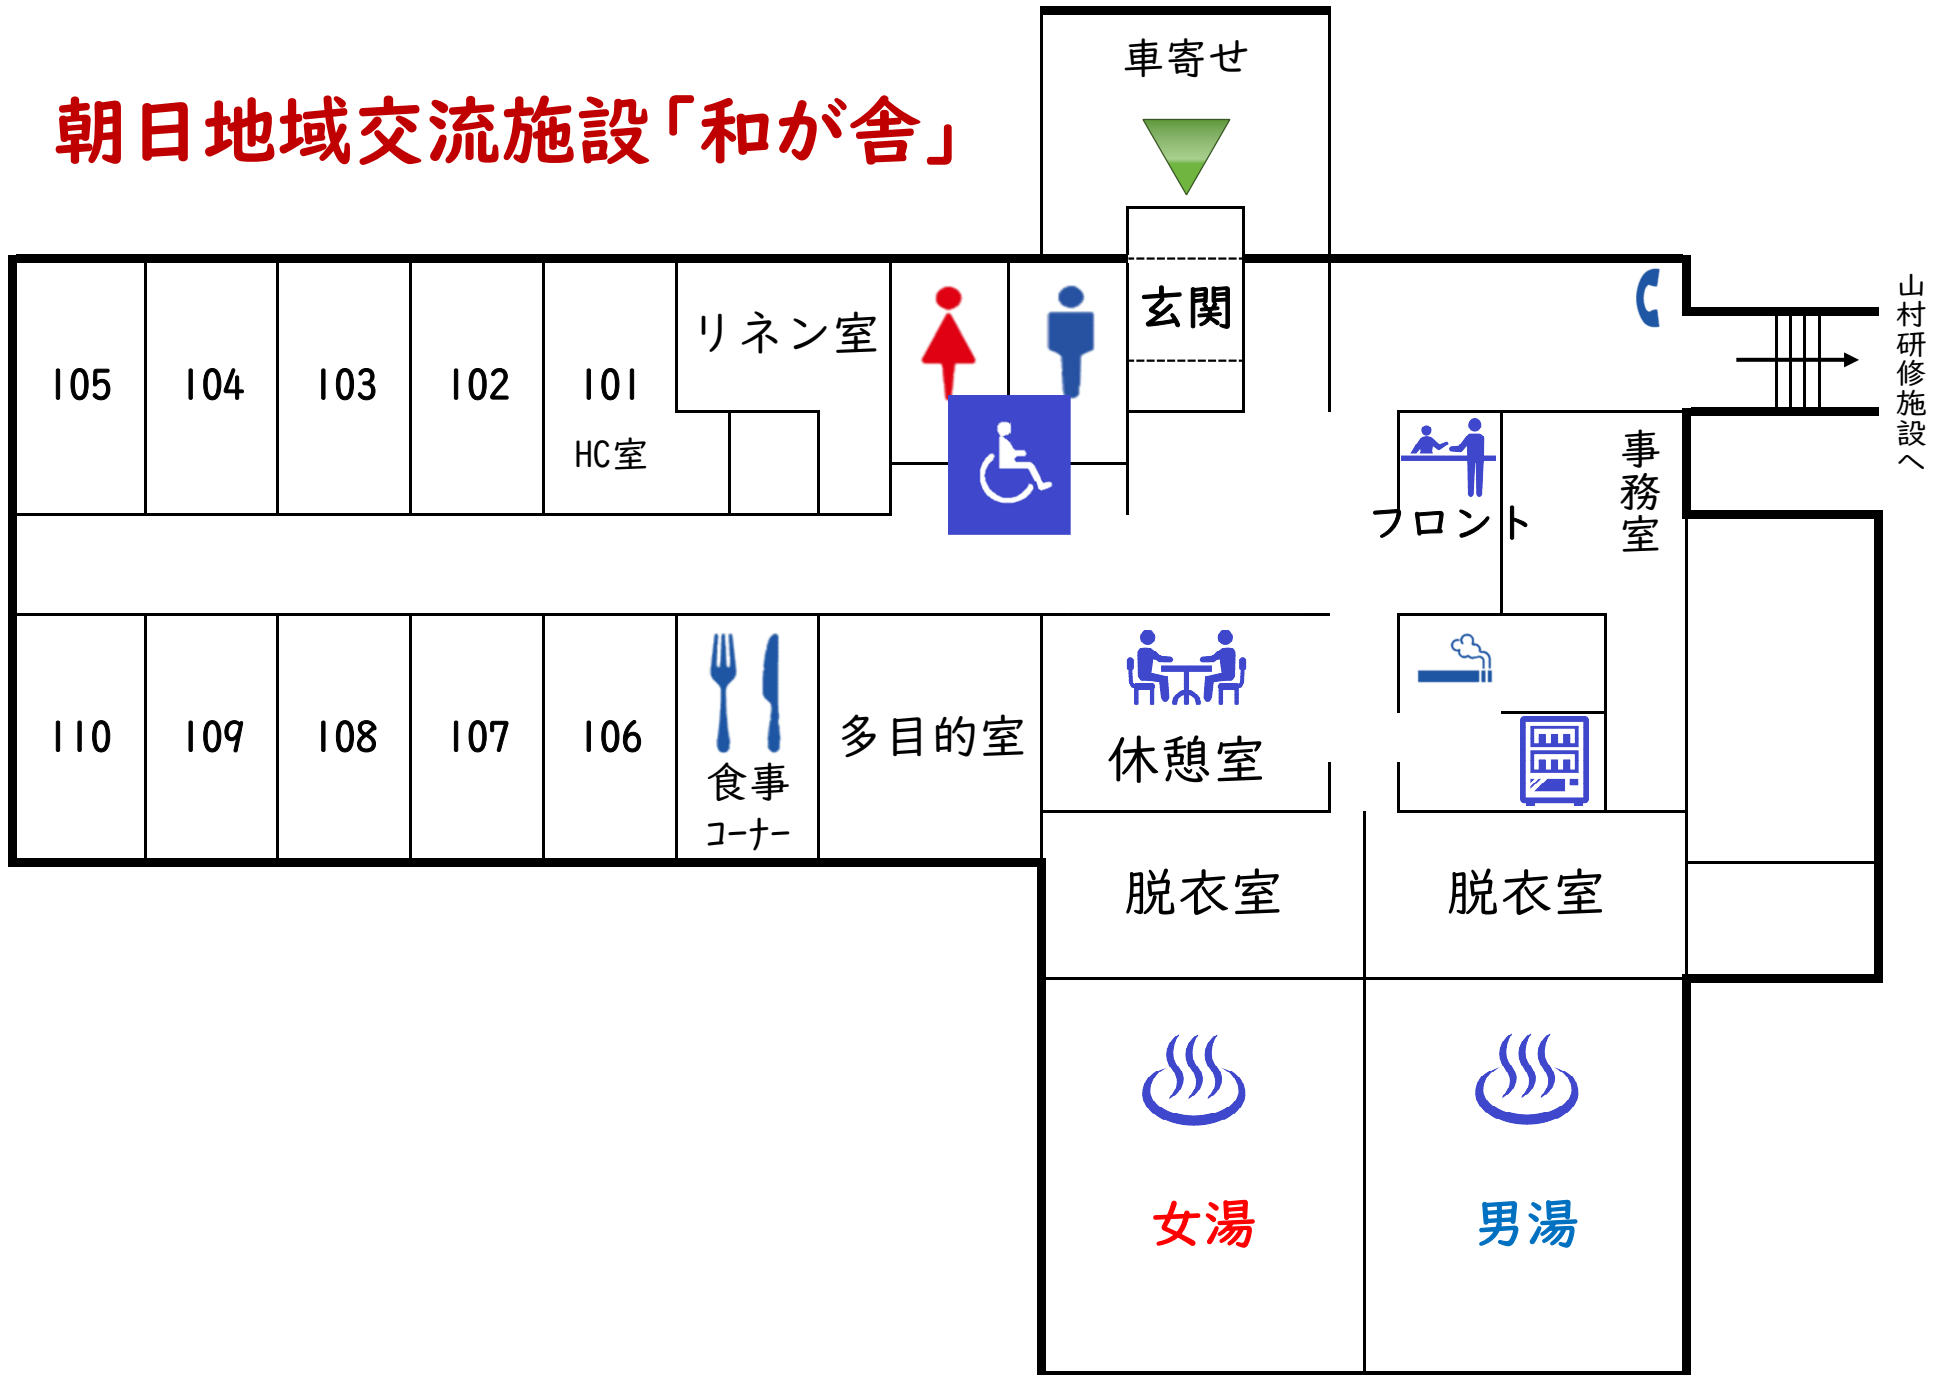 朝日地域交流施設「和が舎」
車寄せ
玄関
山村研修施設へ
リネン室
105
104
103
102
101
HC室
フロント
事務室
110
109
108
107
106
食事
コーナー
多目的室
休憩室
脱衣室
脱衣室
女湯
男湯